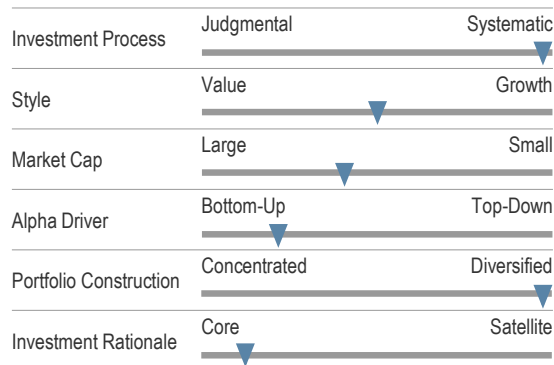 Investment Process
Judgmental Systematic
Style
Value Growth
Market Cap
Large Small
Alpha Driver
Bottom-Up Top-Down
Portfolio Construction
Concentrated Diversified
Investment Rationale
Core Satellite